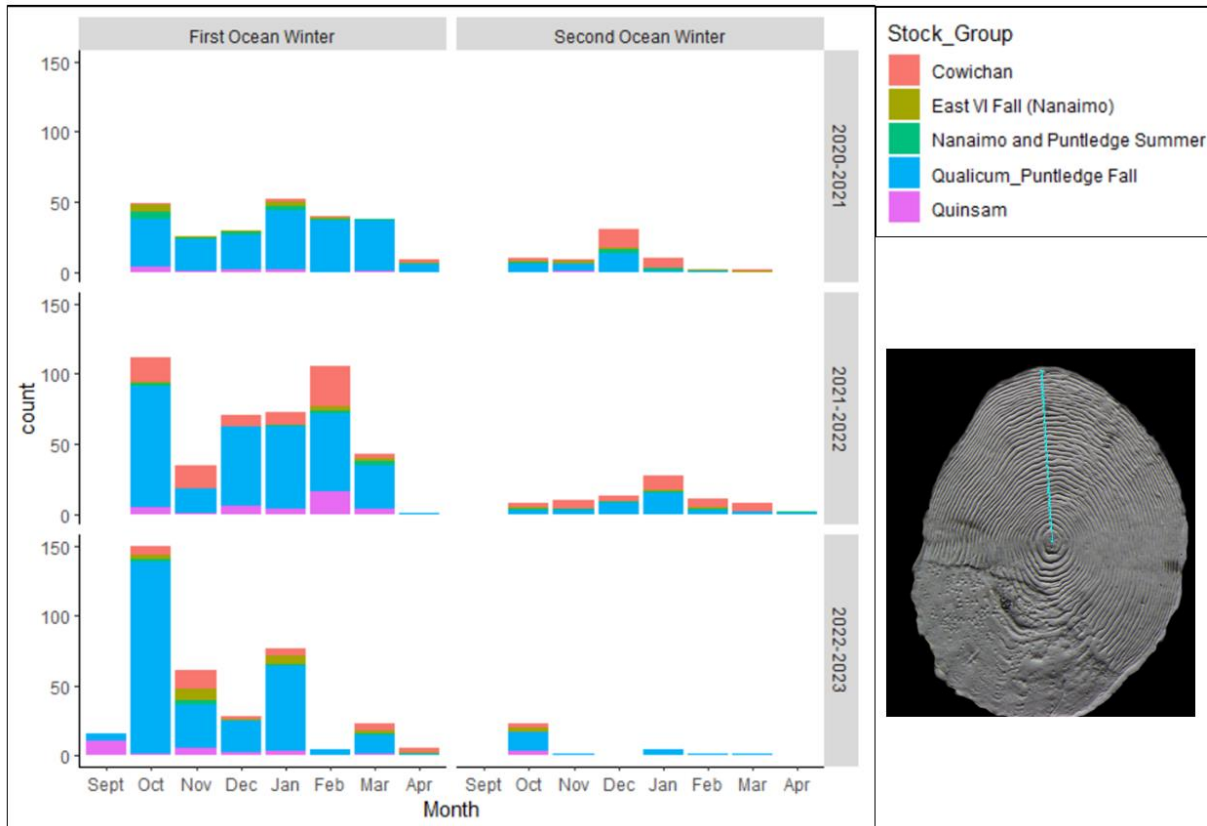 First Ocean Winter
Second Ocean Winter
150
100
50
0
2020-2021
150
100
50
0
2021-2022
150
100
50
0
2022-2023
count
Sept Oct Nov Dec Jan Feb Mar Apr
Sept Oct Nov Dec Jan Feb Mar Apr
Month
Stock_Group
Cowichan
East VI Fall (Nanaimo)
Nanaimo and Puntledge Summer
Qualicum_Puntledge Fall
Quinsam